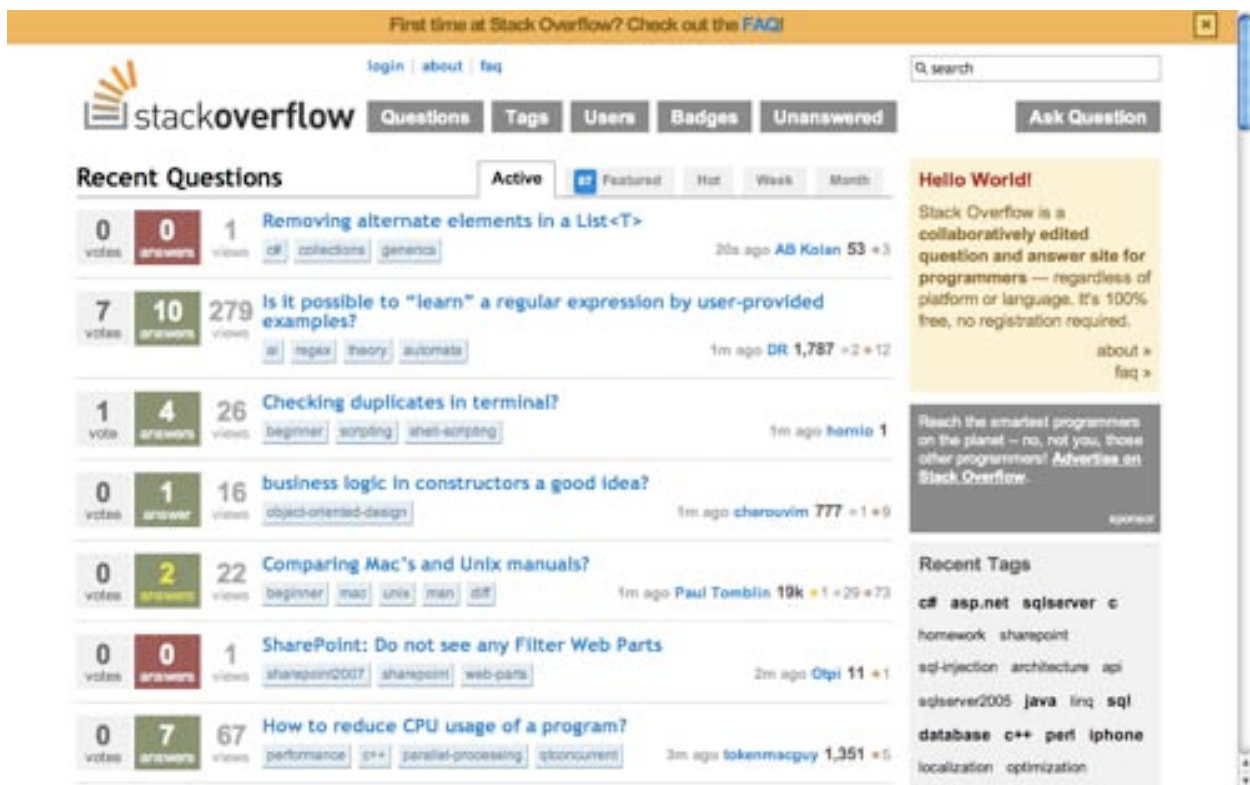 First time at Stack Overflow? Check out the FAQ!
login | about | faq
search
stackoverflow
Questions Tags Users Badges Unanswered
Ask Question
Recent Questions
Active Featured Hot Week Month
0 votes 0 answers 1 views
Removing alternate elements in a List<T>
c# collections generics
20s ago AB Kolan 53 3
7 votes 10 answers 279 views
Is it possible to “learn” a regular expression by user-provided
examples?
ai regex theory automata
1m ago DR 1,787 2 12
1 vote 4 answers 26 views
Checking duplicates in terminal?
beginner scripting shell-scripting
1m ago 1
0 votes 1 answer 16 views
business logic in constructors a good idea?
object-oriented-design
1m ago cherouvim 777 1 9
0 votes 2 answers 22 views
Comparing Mac's and Unix manuals?
beginner mac unix man diff
1m ago Paul Tomblin 19k 1 29 73
0 votes 0 answers 1 views
SharePoint: Do not see any Filter Web Parts
sharepoint2007 sharepoint web-parts
2m ago Otpi 11 1
0 votes 7 answers 67 views
How to reduce CPU usage of a program?
performance c++ parallel-processing qtconcurrent
3m ago tokenmacguy 1,351 5
Hello World!
Stack Overflow is a
collaboratively edited
question and answer site for
programmers — regardless of
platform or language. It's 100%
free, no registration required.
about »
faq »
Reach the smartest programmers
on the planet – no, not you, those
other programmers! Advertise on
Stack Overflow.
sponsor
Recent Tags
c# asp.net sqlserver c
homework sharepoint
sql-injection architecture api
sqlserver2005 java linq sql
database c++ perl iphone
localization optimization